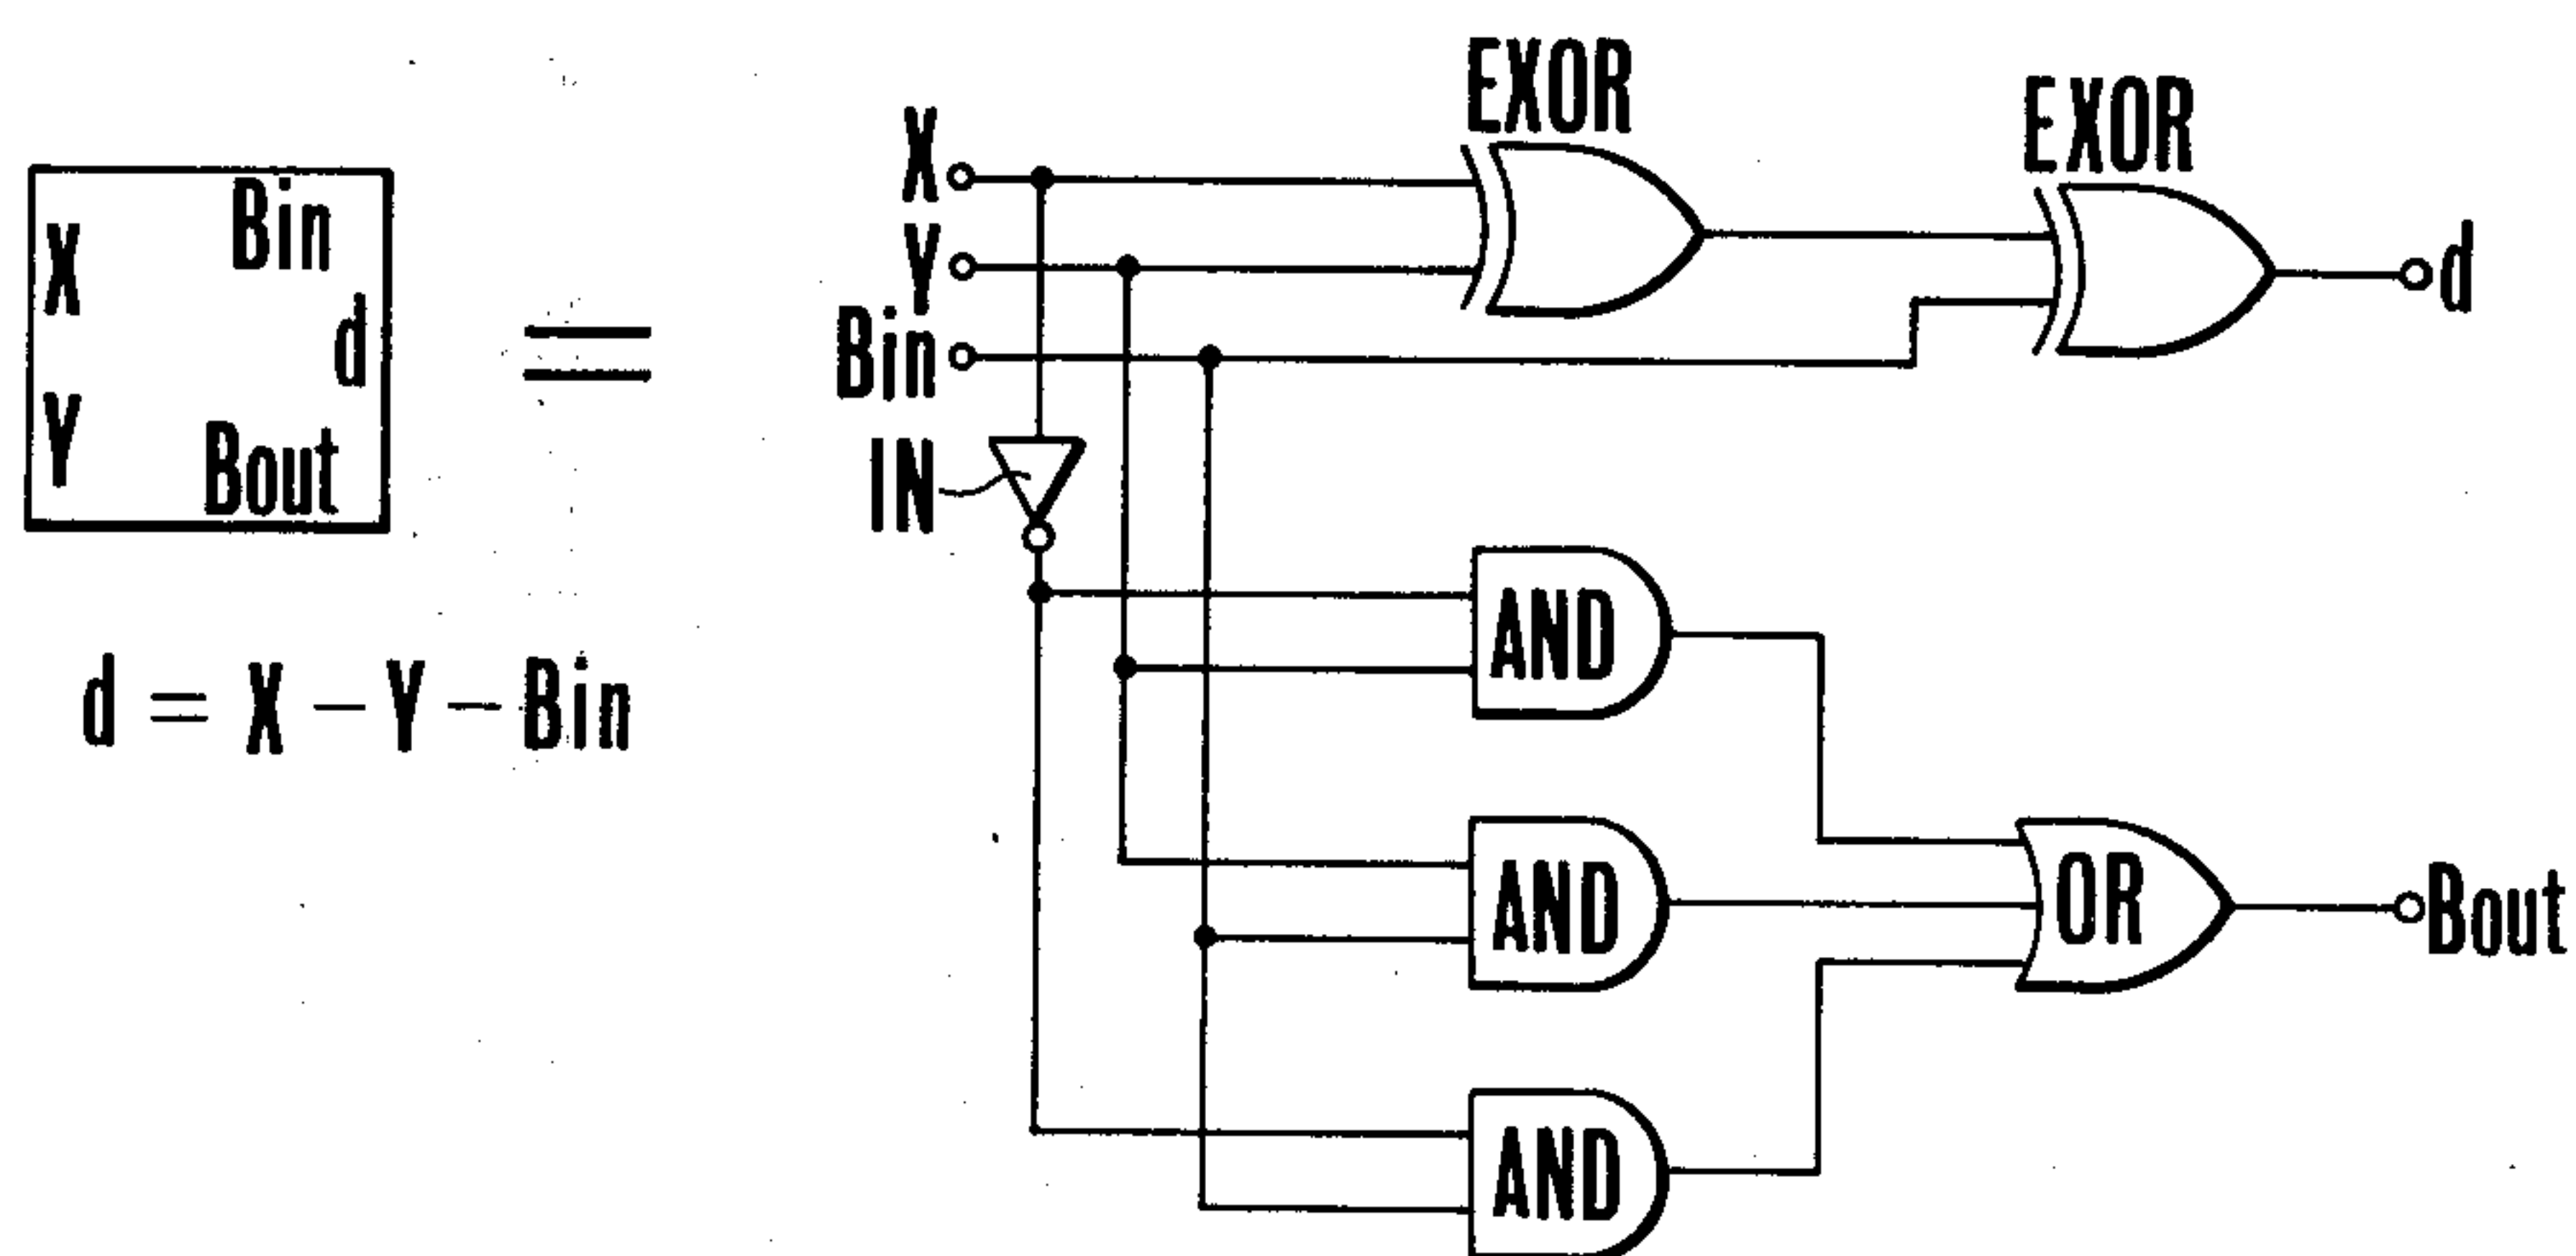 X
Y
Bin
d
Bout
=
d = X – Y – Bin
X
Y
Bin
IN
EXOR
EXOR
d
AND
AND
AND
OR
Bout